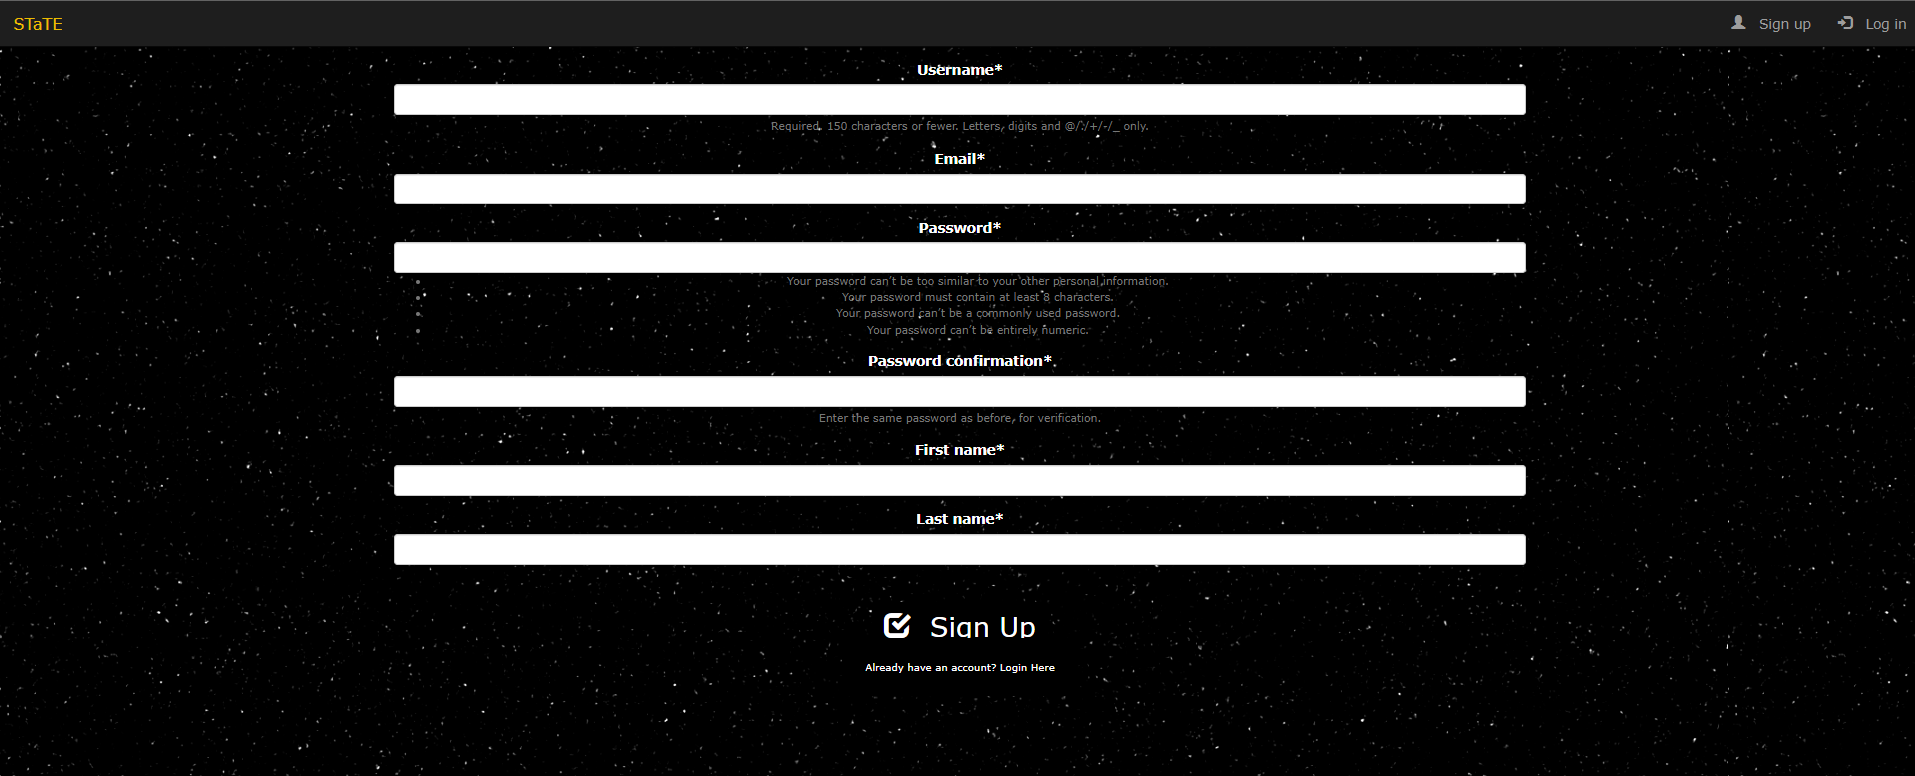 STaTE
Sign up
Log in
Username*
Required. 150 characters or fewer. Letters, digits and @/./+/-/_ only.
Email*
Password*
Your password can’t be too similar to your other personal information.
Your password must contain at least 8 characters.
Your password can’t be a commonly used password.
Your password can’t be entirely numeric.
Password confirmation*
Enter the same password as before, for verification.
First name*
Last name*
Sign Up
Already have an account? Login Here